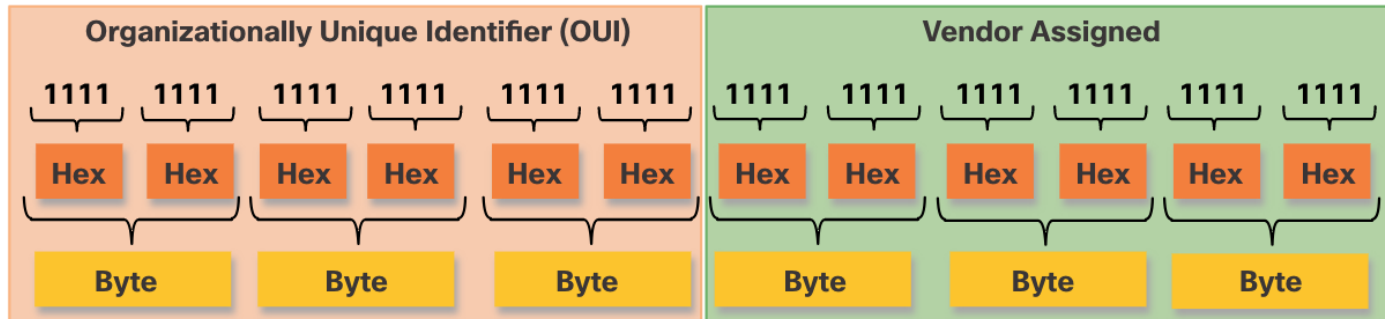 Organizationally Unique Identifier (OUI) Vendor Assigned
1111 1111 1111 1111 1111 1111 1111 1111 1111 1111 1111 1111
Hex Hex Hex Hex Hex Hex Hex Hex Hex Hex Hex Hex
Byte Byte Byte Byte Byte Byte